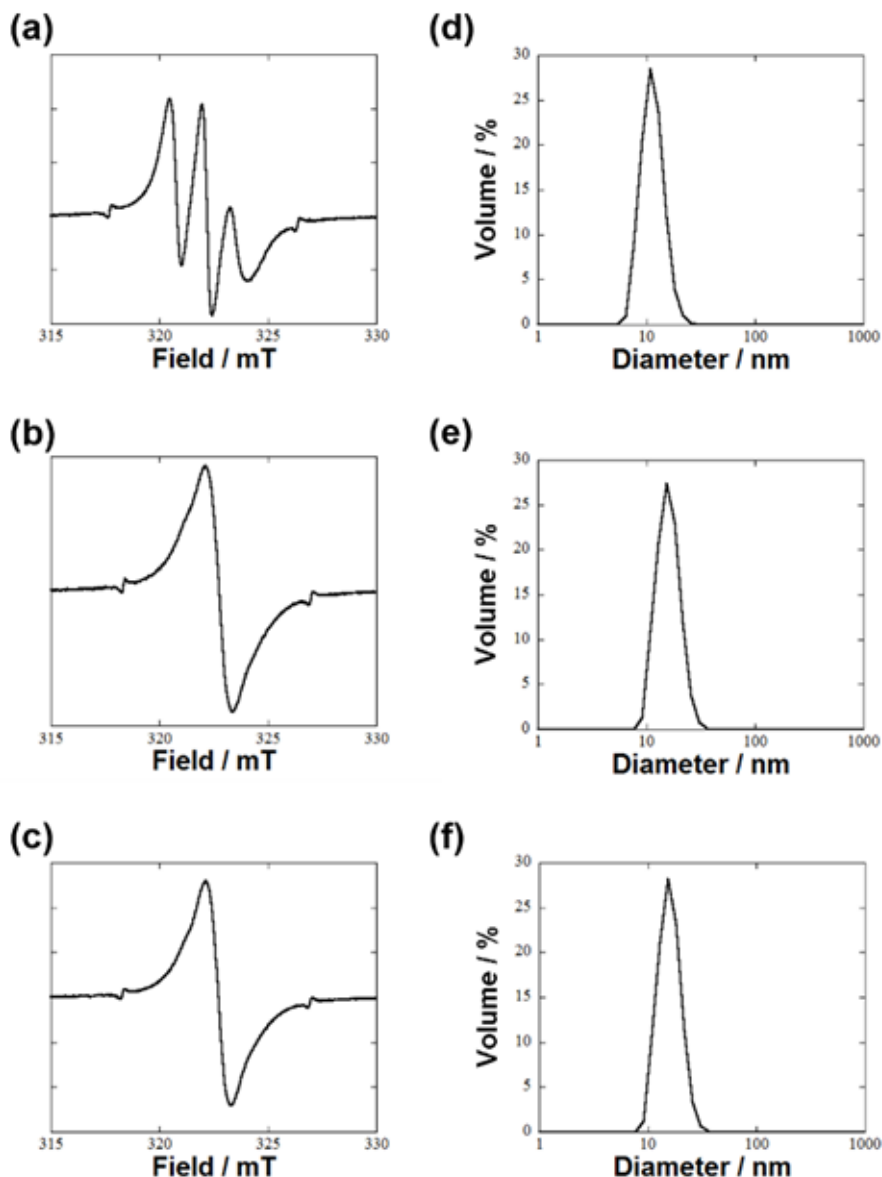 (a)
315 320 325 330
Field / mT
(d)
30
25
20
15
10
5
0
Volume / %
1 10 100 1000
Diameter / nm
(b)
315 320 325 330
Field / mT
(e)
30
25
20
15
10
5
0
Volume / %
1 10 100 1000
Diameter / nm
(c)
315 320 325 330
Field / mT
(f)
30
25
20
15
10
5
0
Volume / %
1 10 100 1000
Diameter / nm